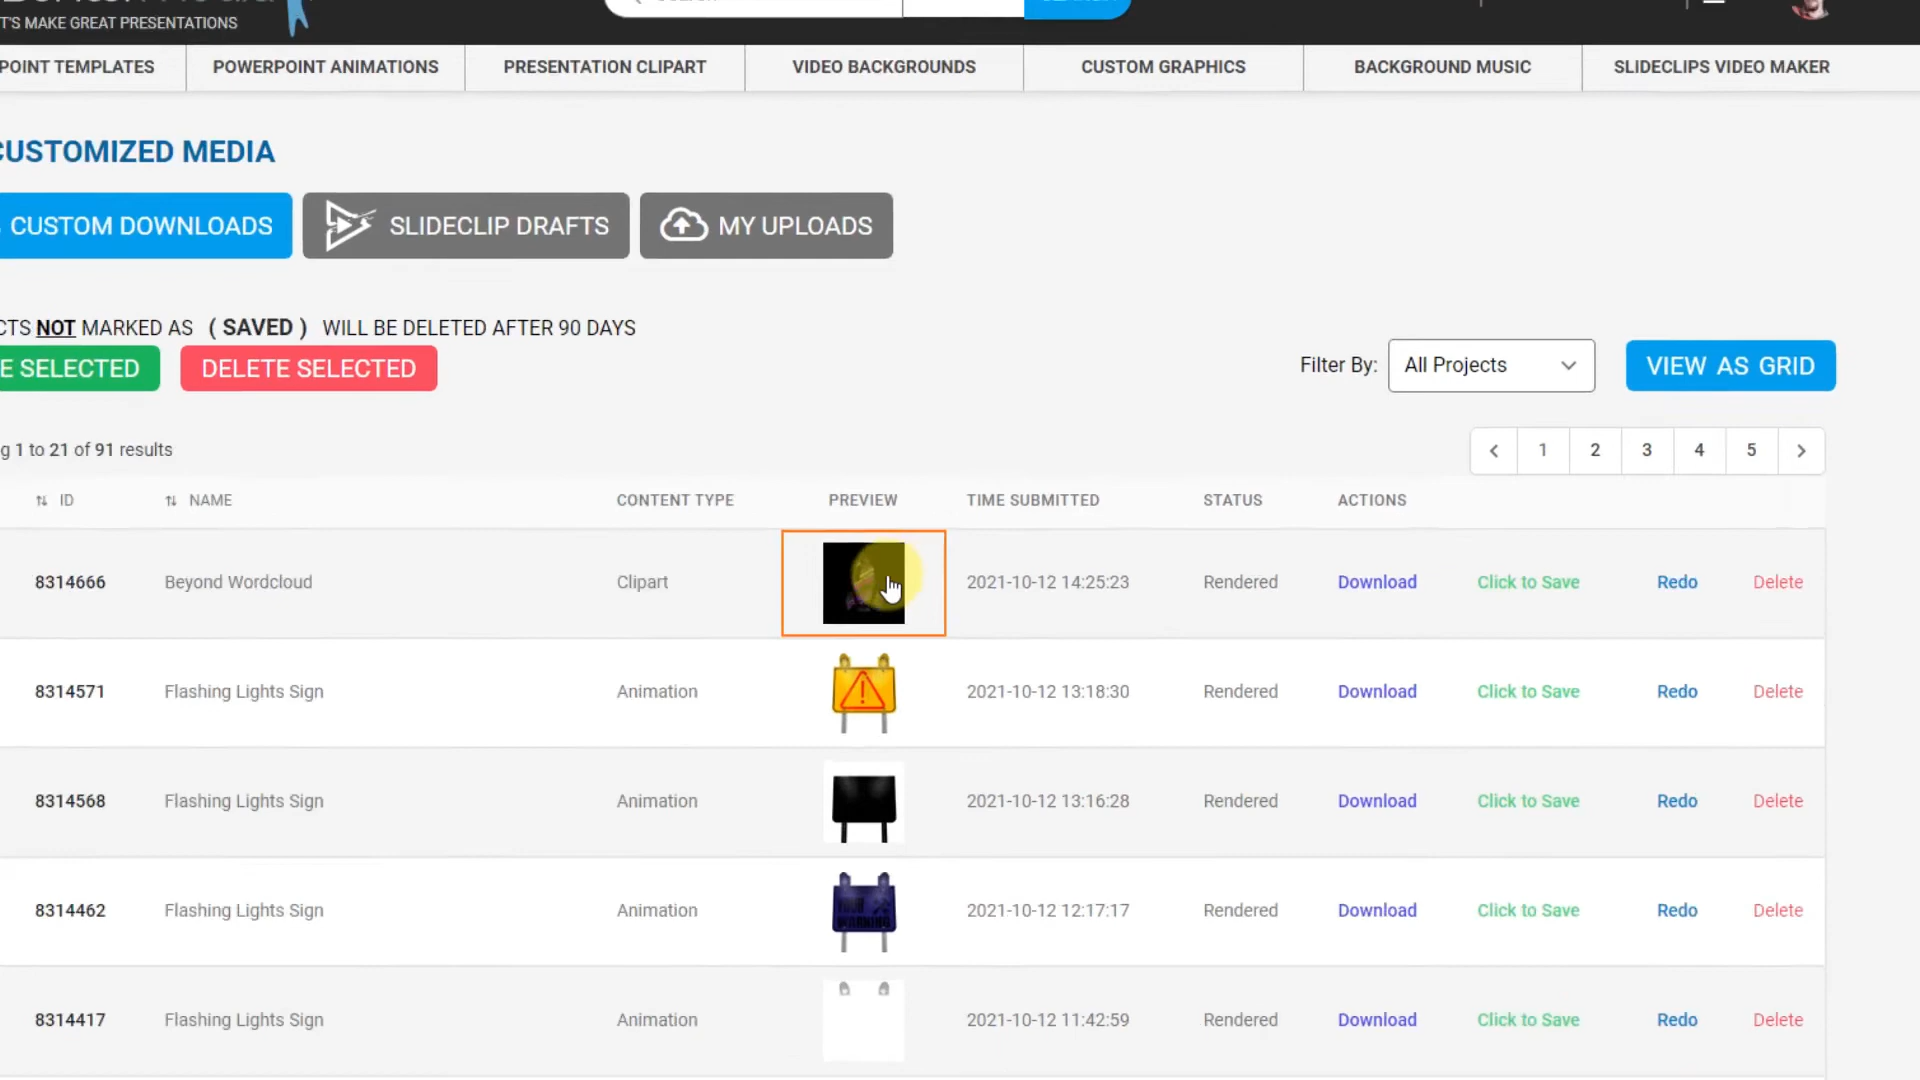 T'S MAKE GREAT PRESENTATIONS
POINT TEMPLATES
POWERPOINT ANIMATIONS
PRESENTATION CLIPART
VIDEO BACKGROUNDS
CUSTOM GRAPHICS
BACKGROUND MUSIC
SLIDECLIPS VIDEO MAKER
CUSTOMIZED MEDIA
CUSTOM DOWNLOADS
SLIDECLIP DRAFTS
MY UPLOADS
CTS NOT MARKED AS ( SAVED ) WILL BE DELETED AFTER 90 DAYS
E SELECTED
DELETE SELECTED
Filter By:
All Projects
VIEW AS GRID
g 1 to 21 of 91 results
1 2 3 4 5
ID NAME CONTENT TYPE PREVIEW TIME SUBMITTED STATUS ACTIONS
8314666 Beyond Wordcloud Clipart 2021-10-12 14:25:23 Rendered Download Click to Save Redo Delete
8314571 Flashing Lights Sign Animation 2021-10-12 13:18:30 Rendered Download Click to Save Redo Delete
8314568 Flashing Lights Sign Animation 2021-10-12 13:16:28 Rendered Download Click to Save Redo Delete
8314462 Flashing Lights Sign Animation 2021-10-12 12:17:17 Rendered Download Click to Save Redo Delete
8314417 Flashing Lights Sign Animation 2021-10-12 11:42:59 Rendered Download Click to Save Redo Delete